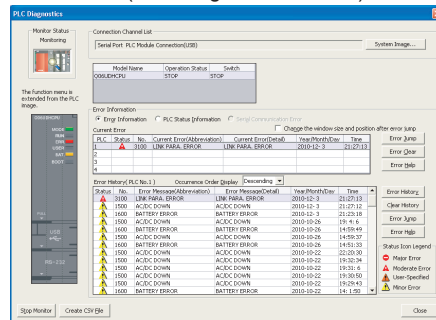 PLC Diagnostics
Monitor Status
Monitoring
The function menu is
extended from the PLC
image.
Connection Channel List
Serial Port PLC Module Connection(USB)
System Image...
Model Name Operation Status Switch
Q06UDHCPU STOP STOP
Error Information
Error Information PLC Status Information Serial Communication Error
Current Error Change the window size and position after error jump
PLC Status No. Current Error(Abbreviation) Current Error(Detail) Year/Month/Day Time
1 3100 LINK PARA. ERROR LINK PARA. ERROR 2010-12- 3 21:27:13
2
3
4
Error Jump
Error Clear
Error Help
Error History( PLC No.1 ) Occurrence Order Display Descending
Status No. Error Message(Abbreviation) Error Message(Detail) Year/Month/Day Time
3100 LINK PARA. ERROR LINK PARA. ERROR 2010-12- 3 21:27:13
1500 AC/DC DOWN AC/DC DOWN 2010-12- 3 21:27:12
1600 BATTERY ERROR BATTERY ERROR 2010-12- 3 21:23:18
1500 AC/DC DOWN AC/DC DOWN 2010-10-26 19: 4: 6
1600 BATTERY ERROR BATTERY ERROR 2010-10-26 14:59:49
1500 AC/DC DOWN AC/DC DOWN 2010-10-26 14:59:37
1600 BATTERY ERROR BATTERY ERROR 2010-10-26 14:51:33
1500 AC/DC DOWN AC/DC DOWN 2010-10-22 22:20:30
1500 AC/DC DOWN AC/DC DOWN 2010-10-22 19:32:34
1600 BATTERY ERROR BATTERY ERROR 2010-10-22 19:31: 6
1500 AC/DC DOWN AC/DC DOWN 2010-10-22 19:30:50
1500 AC/DC DOWN AC/DC DOWN 2010-10-22 19:29:43
1600 BATTERY ERROR BATTERY ERROR 2010-10-22 14: 1:50
Error History
Clear History
Error Jump
Error Help
Status Icon Legend
Major Error
Moderate Error
User-Specified
Minor Error
Q06UDHCPU
MODE
RUN
ERR.
USER
BAT.
BOOT
USB
RS-232
Stop Monitor Create CSV File Close